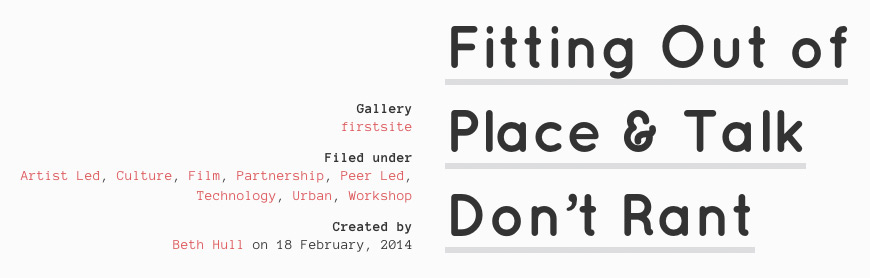 Gallery
firstsite
Filed under
Artist Led, Culture, Film, Partnership, Peer Led,
Technology, Urban, Workshop
Created by
Beth Hull on 18 February, 2014
Fitting Out of
Place & Talk
Don’t Rant